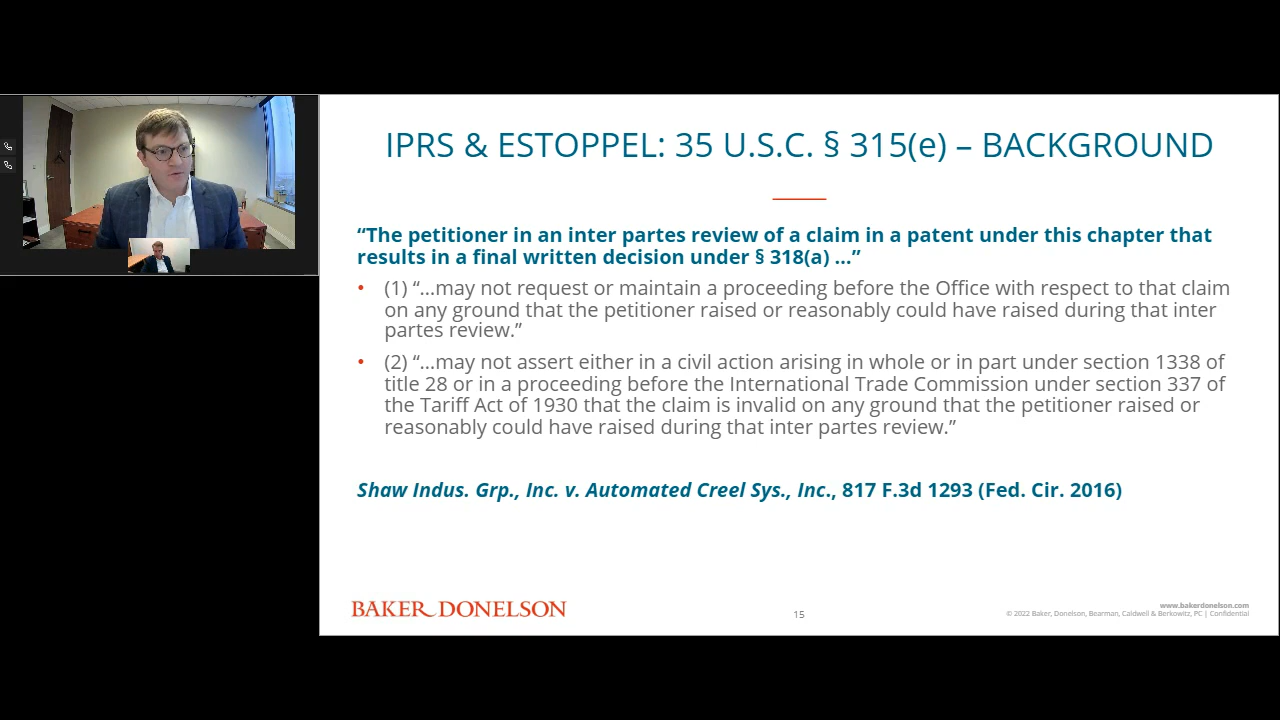 IPRS & ESTOPPEL: 35 U.S.C. § 315(e) – BACKGROUND
“The petitioner in an inter partes review of a claim in a patent under this chapter that
results in a final written decision under § 318(a) …”
• (1) “…may not request or maintain a proceeding before the Office with respect to that claim
on any ground that the petitioner raised or reasonably could have raised during that inter
partes review.”
• (2) “…may not assert either in a civil action arising in whole or in part under section 1338 of
title 28 or in a proceeding before the International Trade Commission under section 337 of
the Tariff Act of 1930 that the claim is invalid on any ground that the petitioner raised or
reasonably could have raised during that inter partes review.”
Shaw Indus. Grp., Inc. v. Automated Creel Sys., Inc., 817 F.3d 1293 (Fed. Cir. 2016)
BAKER DONELSON
15
www.bakerdonelson.com
© 2022 Baker, Donelson, Bearman, Caldwell & Berkowitz, PC | Confidential